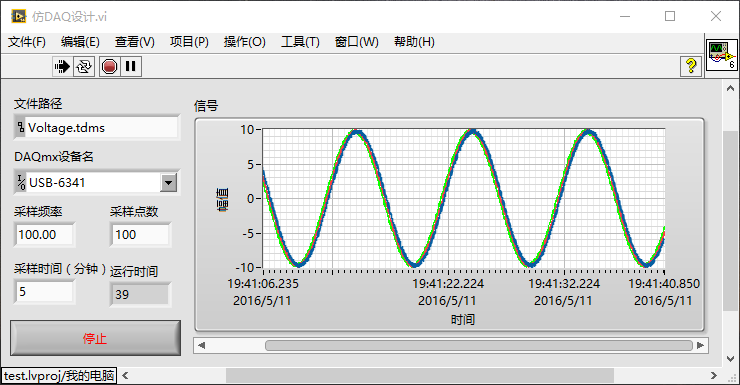 仿DAQ设计.vi
文件(F) 编辑(E) 查看(V) 项目(P) 操作(O) 工具(T) 窗口(W) 帮助(H)
?
6
文件路径
Voltage.tdms
DAQmx设备名
USB-6341
采样频率 采样点数
100.00 100
采样时间（分钟） 运行时间
5 39
停止
信号
幅值
10
5
0
-5
-10
19:41:06.235 19:41:22.224 19:41:32.224 19:41:40.850
2016/5/11 2016/5/11 2016/5/11 2016/5/11
时间
test.lvproj/我的电脑